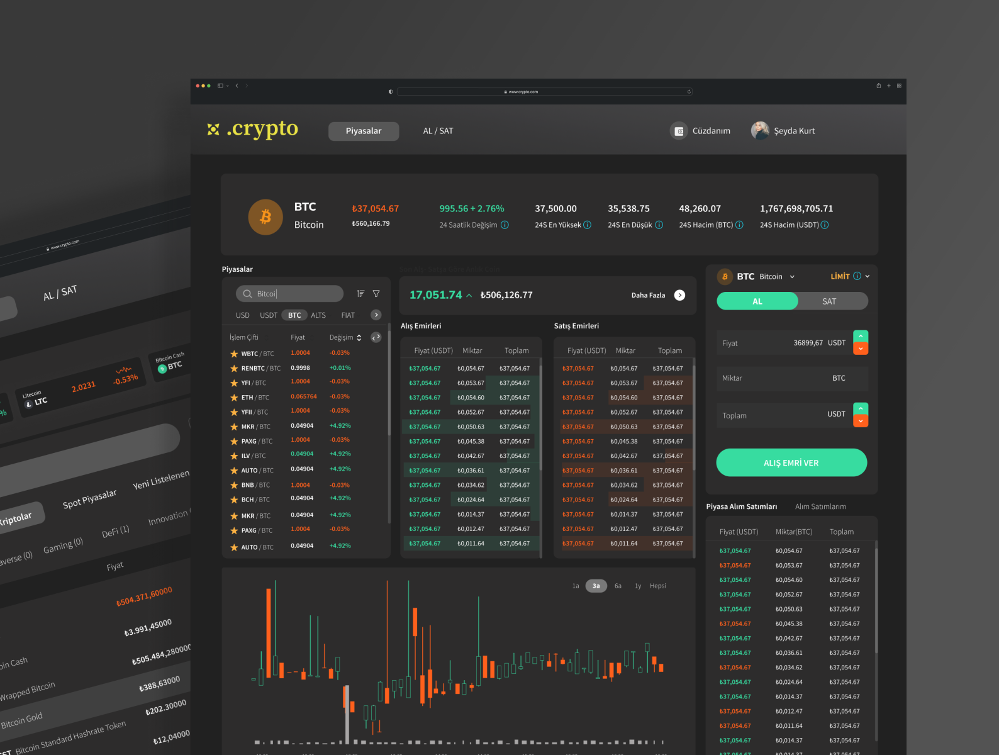 www.crypto.com
.crypto
Piyasalar
AL / SAT
Cüzdanım
Şeyda Kurt
BTC
Bitcoin
₺37,054.67
₺560,166.79
995.56 + 2.76%
24 Saatlik Değişim
37,500.00
24S En Yüksek
35,538.75
24S En Düşük
48,260.07
24S Hacim (BTC)
1,767,698,705.71
24S Hacim (USDT)
Piyasalar
Bitcoi
USD USDT BTC ALTS FIAT
İşlem Çifti Fiyat Değişim
WBTC / BTC 1.0004 -0.03%
RENBTC / BTC 0.9998 +0.01%
YFI / BTC 1.0004 -0.03%
ETH / BTC 0.065764 -0.03%
YFII / BTC 1.0004 -0.03%
MKR / BTC 0.04904 +4.92%
PAXG / BTC 1.0004 -0.03%
ILV / BTC 0.04904 +4.92%
AUTO / BTC 0.04904 +4.92%
BNB / BTC 1.0004 -0.03%
BCH / BTC 0.04904 +4.92%
MKR / BTC 0.04904 +4.92%
PAXG / BTC 1.0004 -0.03%
AUTO / BTC 0.04904 +4.92%
17,051.74 ₺506,126.77 Daha Fazla
Alış Emirleri
Fiyat (USDT) Miktar Toplam
₺37,054.67 ₺0,054.67 ₺37,054.67
₺37,054.67 ₺0,053.67 ₺37,054.67
₺37,054.67 ₺0,054.60 ₺37,054.67
₺37,054.67 ₺0,052.67 ₺37,054.67
₺37,054.67 ₺0,050.63 ₺37,054.67
₺37,054.67 ₺0,045.38 ₺37,054.67
₺37,054.67 ₺0,042.67 ₺37,054.67
₺37,054.67 ₺0,036.61 ₺37,054.67
₺37,054.67 ₺0,034.62 ₺37,054.67
₺37,054.67 ₺0,024.64 ₺37,054.67
₺37,054.67 ₺0,014.37 ₺37,054.67
₺37,054.67 ₺0,012.47 ₺37,054.67
₺37,054.67 ₺0,011.64 ₺37,054.67
Satış Emirleri
Fiyat (USDT) Miktar Toplam
₺37,054.67 ₺0,054.67 ₺37,054.67
₺37,054.67 ₺0,053.67 ₺37,054.67
₺37,054.67 ₺0,054.60 ₺37,054.67
₺37,054.67 ₺0,052.67 ₺37,054.67
₺37,054.67 ₺0,050.63 ₺37,054.67
₺37,054.67 ₺0,045.38 ₺37,054.67
₺37,054.67 ₺0,042.67 ₺37,054.67
₺37,054.67 ₺0,036.61 ₺37,054.67
₺37,054.67 ₺0,034.62 ₺37,054.67
₺37,054.67 ₺0,024.64 ₺37,054.67
₺37,054.67 ₺0,014.37 ₺37,054.67
₺37,054.67 ₺0,012.47 ₺37,054.67
₺37,054.67 ₺0,011.64 ₺37,054.67
BTC Bitcoin LİMİT
AL SAT
Fiyat 36899,67 USDT
Miktar BTC
Toplam USDT
ALIŞ EMRİ VER
Piyasa Alım Satımları Alım Satımlarım
Fiyat (USDT) Miktar(BTC) Toplam
₺37,054.67 ₺0,054.67 ₺37,054.67
₺37,054.67 ₺0,053.67 ₺37,054.67
₺37,054.67 ₺0,054.60 ₺37,054.67
₺37,054.67 ₺0,052.67 ₺37,054.67
₺37,054.67 ₺0,050.63 ₺37,054.67
₺37,054.67 ₺0,045.38 ₺37,054.67
₺37,054.67 ₺0,042.67 ₺37,054.67
₺37,054.67 ₺0,036.61 ₺37,054.67
₺37,054.67 ₺0,034.62 ₺37,054.67
₺37,054.67 ₺0,024.64 ₺37,054.67
₺37,054.67 ₺0,014.37 ₺37,054.67
₺37,054.67 ₺0,012.47 ₺37,054.67
₺37,054.67 ₺0,011.64 ₺37,054.67
₺37,054.67 ₺0,014.37 ₺37,054.67
1a 3a 6a 1y Hepsi
www.crypto.com
AL / SAT
%
Litecoin
LTC
2.0231
-0.53%
Bitcoin Cash
BTC
Kriptolar
Spot Piyasalar
Yeni Listelenen
averse (0)
Gaming (0)
DeFi (1)
Innovation
Fiyat
₺504.371,60000
₺3.991,45000
oin Cash ₺505.484,280000
Wrapped Bitcoin ₺388,63000
Bitcoin Gold ₺202.30000
ST Bitcoin Standard Hashrate Token ₺12,04000